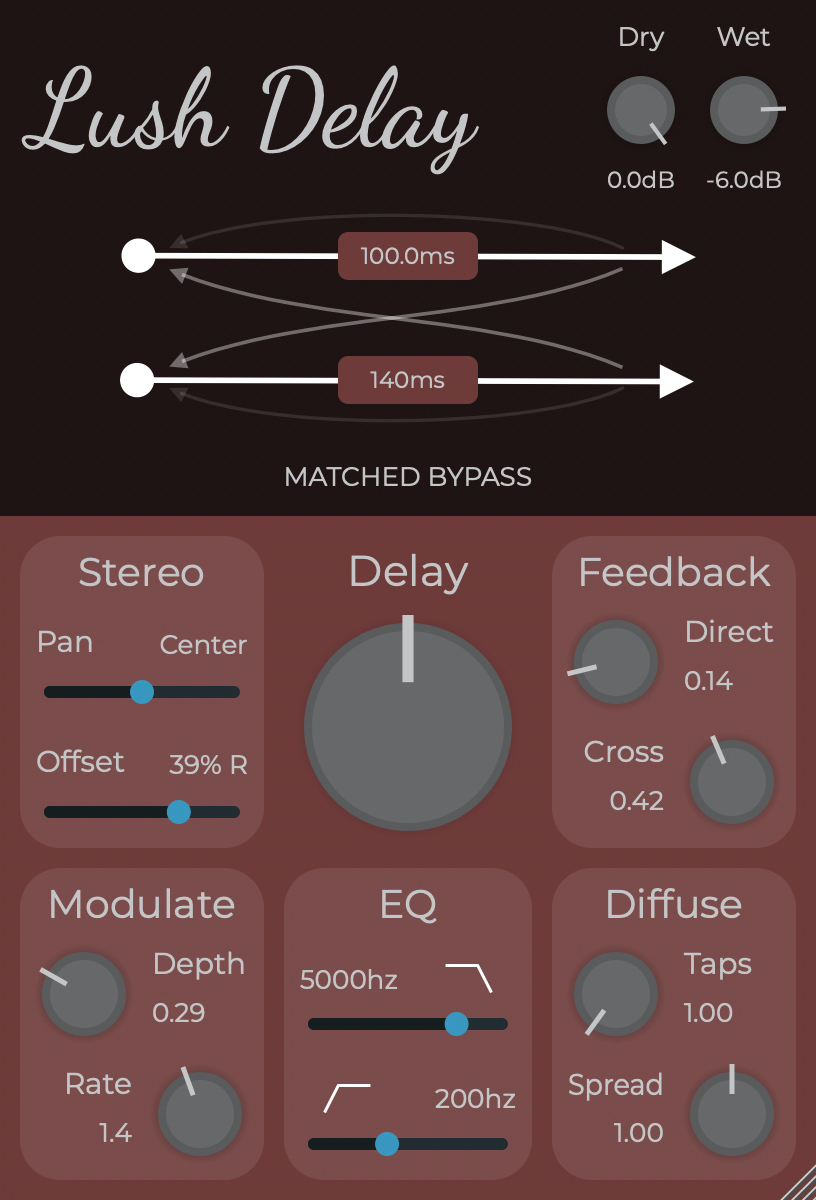 Dry Wet
Lush Delay
0.0dB -6.0dB
100.0ms
140ms
MATCHED BYPASS
Stereo
Pan Center
Offset 39% R
Delay
Feedback
Direct
0.14
Cross
0.42
Modulate
Depth
0.29
Rate
1.4
EQ
5000hz
200hz
Diffuse
Taps
1.00
Spread
1.00